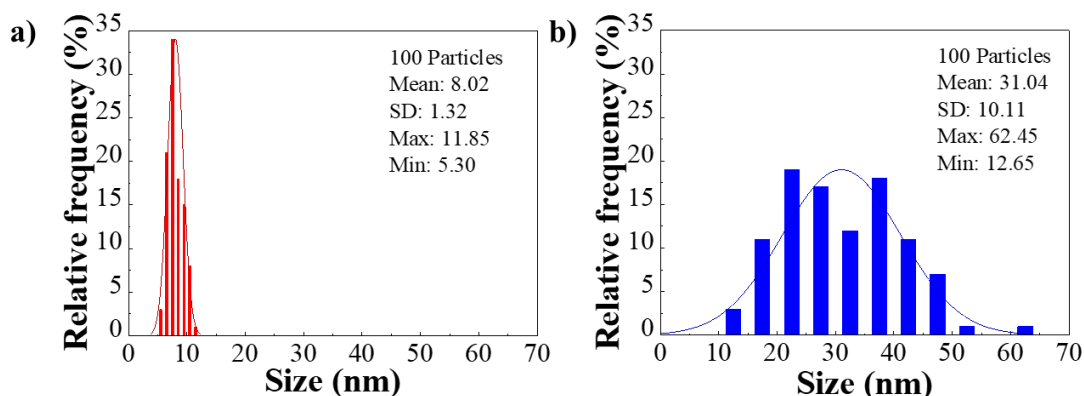 a)
Relative frequency (%)
35
30
25
20
15
10
5
0
100 Particles
Mean: 8.02
SD: 1.32
Max: 11.85
Min: 5.30
0 10 20 30 40 50 60 70
Size (nm)
b)
Relative frequency (%)
35
30
25
20
15
10
5
0
100 Particles
Mean: 31.04
SD: 10.11
Max: 62.45
Min: 12.65
0 10 20 30 40 50 60 70
Size (nm)